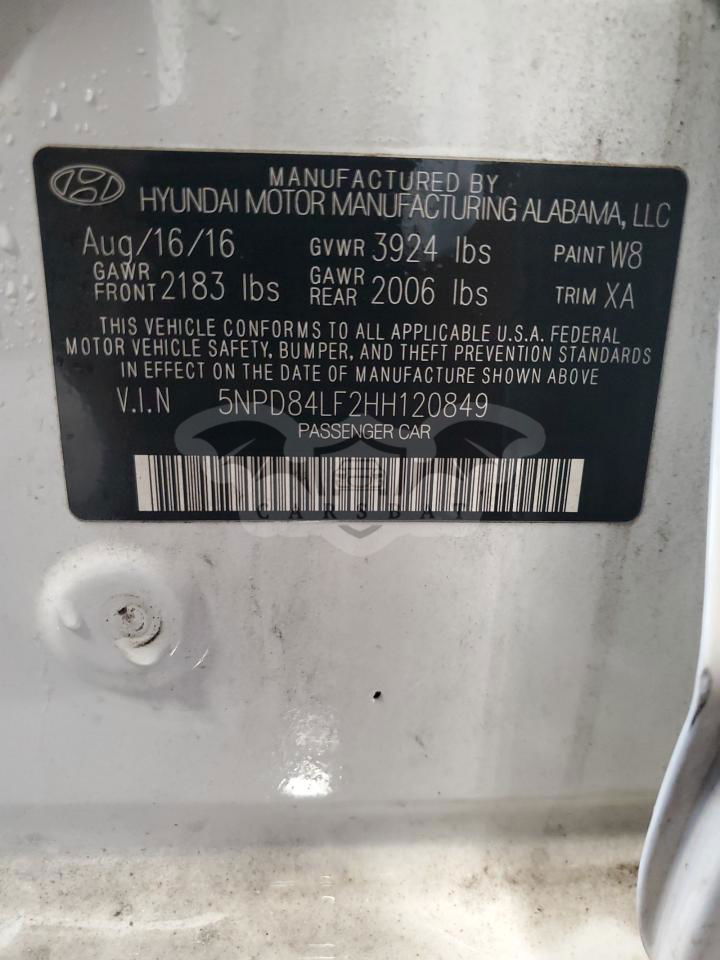 MANUFACTURED BY
HYUNDAI MOTOR MANUFACTURING ALABAMA, LLC
Aug/16/16 GVWR 3924 lbs PAINT W8
GAWR FRONT 2183 lbs GAWR REAR 2006 lbs TRIM XA
THIS VEHICLE CONFORMS TO ALL APPLICABLE U.S.A. FEDERAL
MOTOR VEHICLE SAFETY, BUMPER, AND THEFT PREVENTION STANDARDS
IN EFFECT ON THE DATE OF MANUFACTURE SHOWN ABOVE
V.I.N 5NPD84LF2HH120849
PASSENGER CAR
CARSBAT